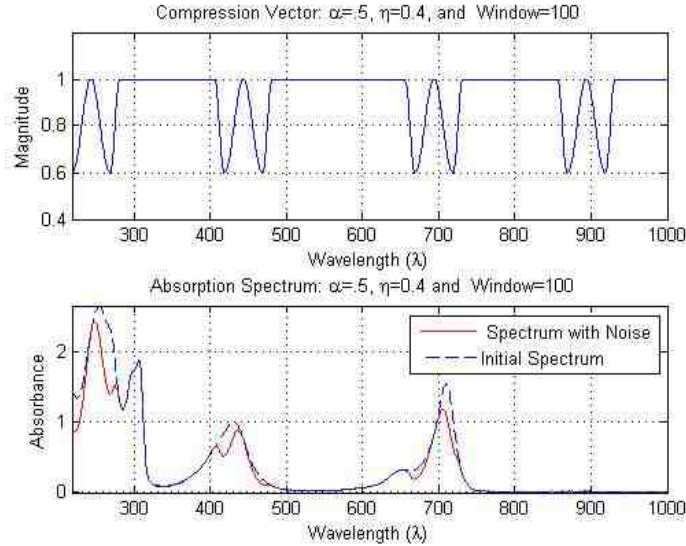 Compression Vector: α=.5, η=0.4, and Window=100
1
0.8
0.6
0.4
Magnitude
300 400 500 600 700 800 900 1000
Wavelength (λ)
Absorption Spectrum: α=.5, η=0.4 and Window=100
2
1
0
Absorbance
Spectrum with Noise
Initial Spectrum
300 400 500 600 700 800 900 1000
Wavelength (λ)